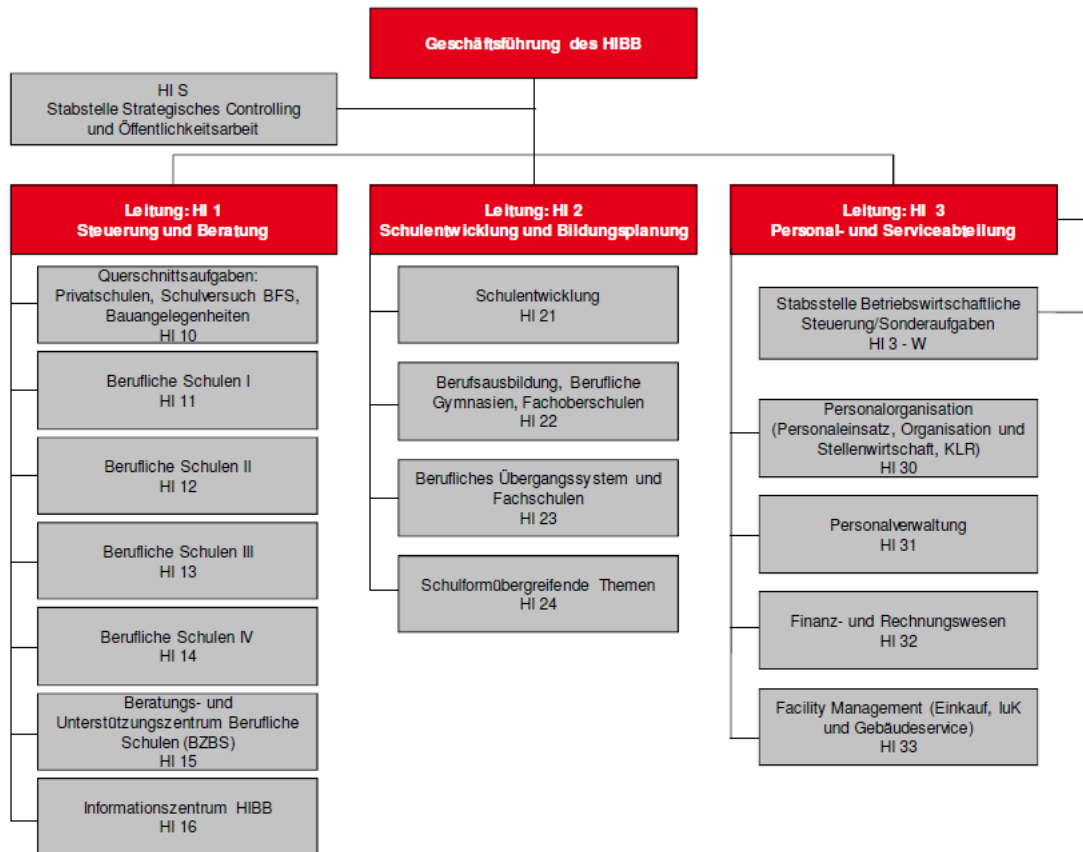 Geschäftsführung des HIBB
HI S
Stabstelle Strategisches Controlling
und Öffentlichkeitsarbeit
Leitung: HI 1
Steuerung und Beratung
Querschnittsaufgaben:
Privatschulen, Schulversuch BFS,
Bauangelegenheiten
HI 10
Berufliche Schulen I
HI 11
Berufliche Schulen II
HI 12
Berufliche Schulen III
HI 13
Berufliche Schulen IV
HI 14
Beratungs- und
Unterstützungszentrum Berufliche
Schulen (BZBS)
HI 15
Informationszentrum HIBB
HI 16
Leitung: HI 2
Schulentwicklung und Bildungsplanung
Schulentwicklung
HI 21
Berufsausbildung, Berufliche
Gymnasien, Fachoberschulen
HI 22
Berufliches Übergangssystem und
Fachschulen
HI 23
Schulformübergreifende Themen
HI 24
Leitung: HI 3
Personal- und Serviceabteilung
Stabsstelle Betriebswirtschaftliche
Steuerung/Sonderaufgaben
HI 3 - W
Personalorganisation
(Personaleinsatz, Organisation und
Stellenwirtschaft, KLR)
HI 30
Personalverwaltung
HI 31
Finanz- und Rechnungswesen
HI 32
Facility Management (Einkauf, IuK
und Gebäudeservice)
HI 33